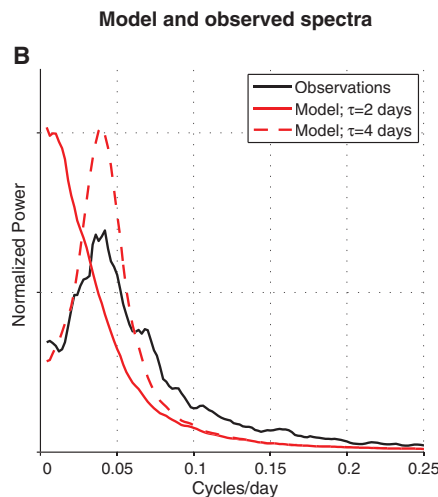 Model and observed spectra
B
Observations
Model; τ=2 days
Model; τ=4 days
Normalized Power
0 0.05 0.1 0.15 0.2 0.25
Cycles/day